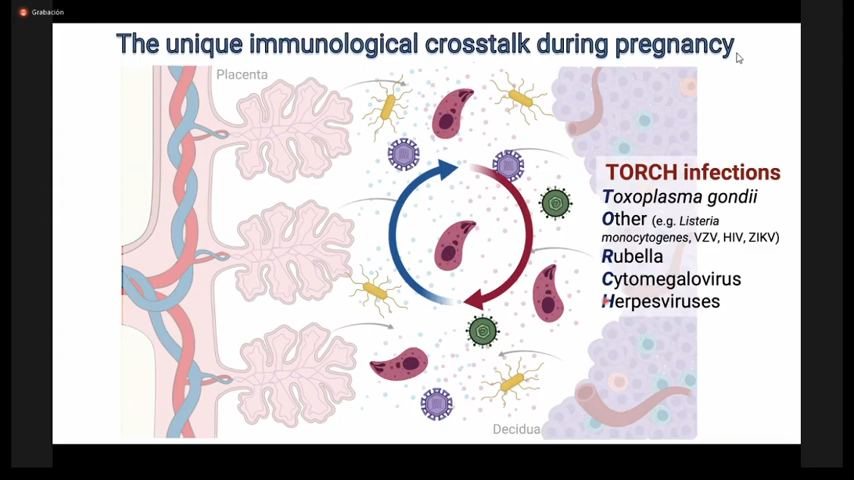 Grabación
The unique immunological crosstalk during pregnancy
Placenta
TORCH infections
Toxoplasma gondii
Other (e.g. Listeria
monocytogenes, VZV, HIV, ZIKV)
Rubella
Cytomegalovirus
Herpesviruses
Decidua